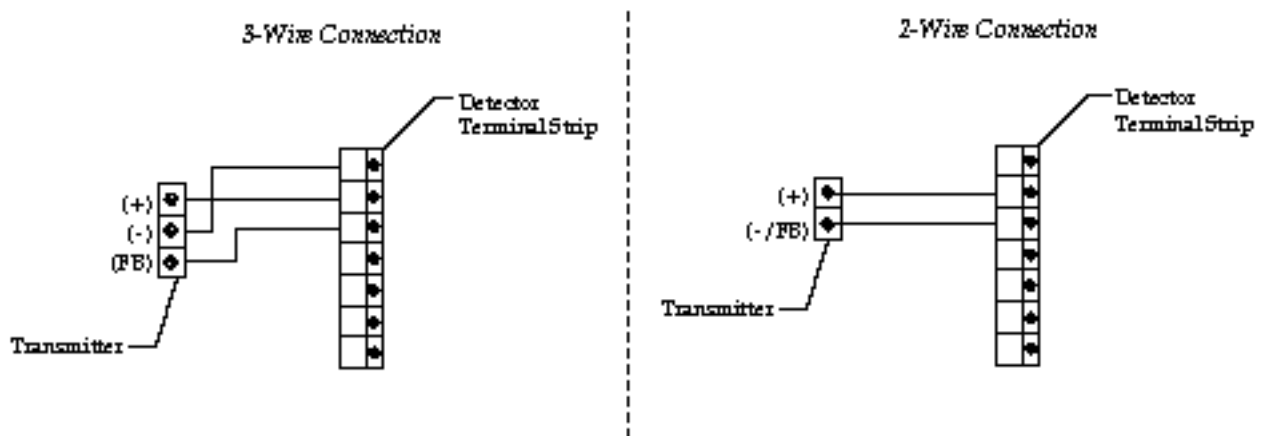 3-Wire Connection
Detector
Terminal Strip
(+)
(-)
(FB)
Transmitter
2-Wire Connection
Detector
Terminal Strip
(+)
(-/FB)
Transmitter